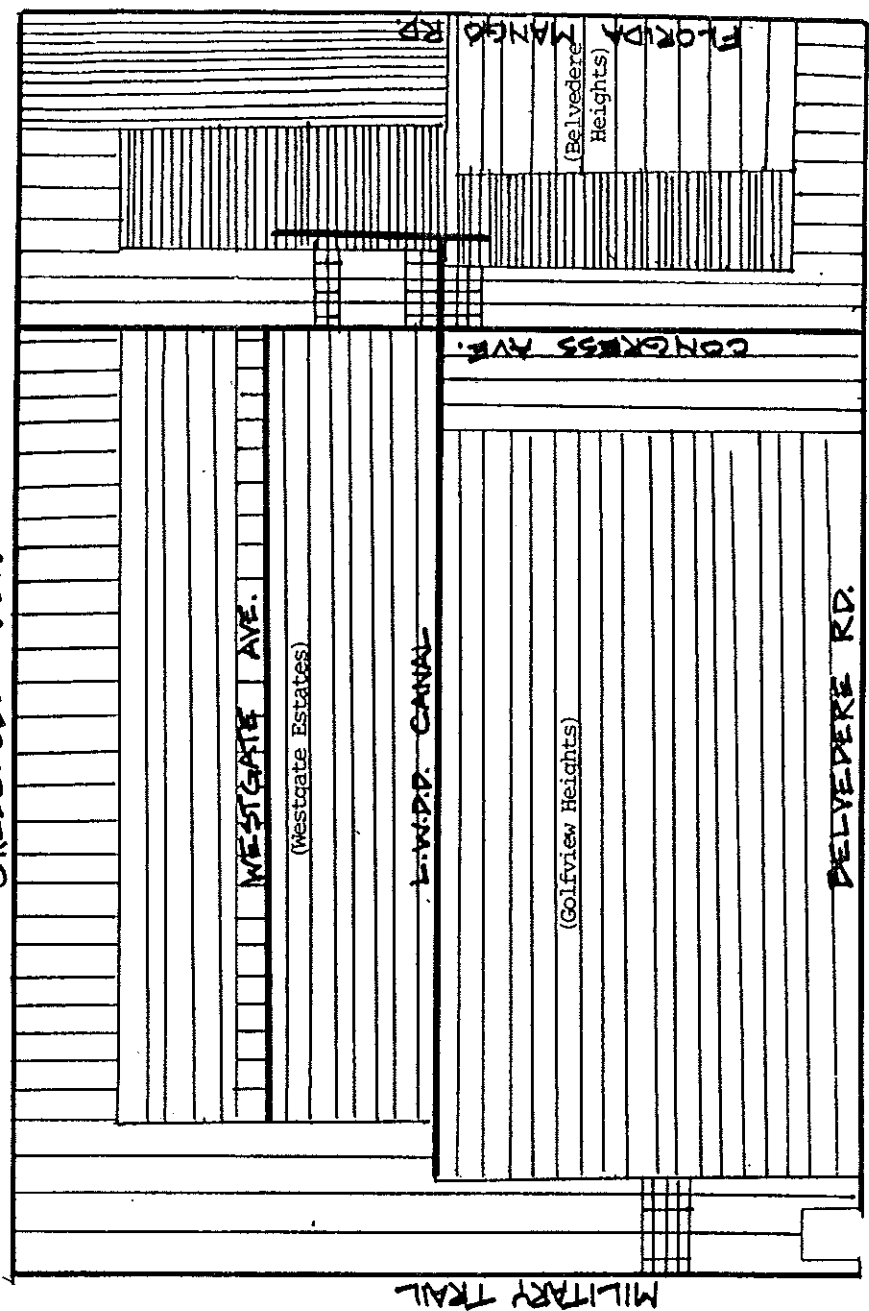 FLORIDA MANGO RD.
(Belvedere
Heights)
CONGRESS AVE.
WESTGATE AVE.
(Westgate Estates)
L.W.D.D. CANAL
(Golfview Heights)
BELVEDERE RD.
MILITARY TRAIL